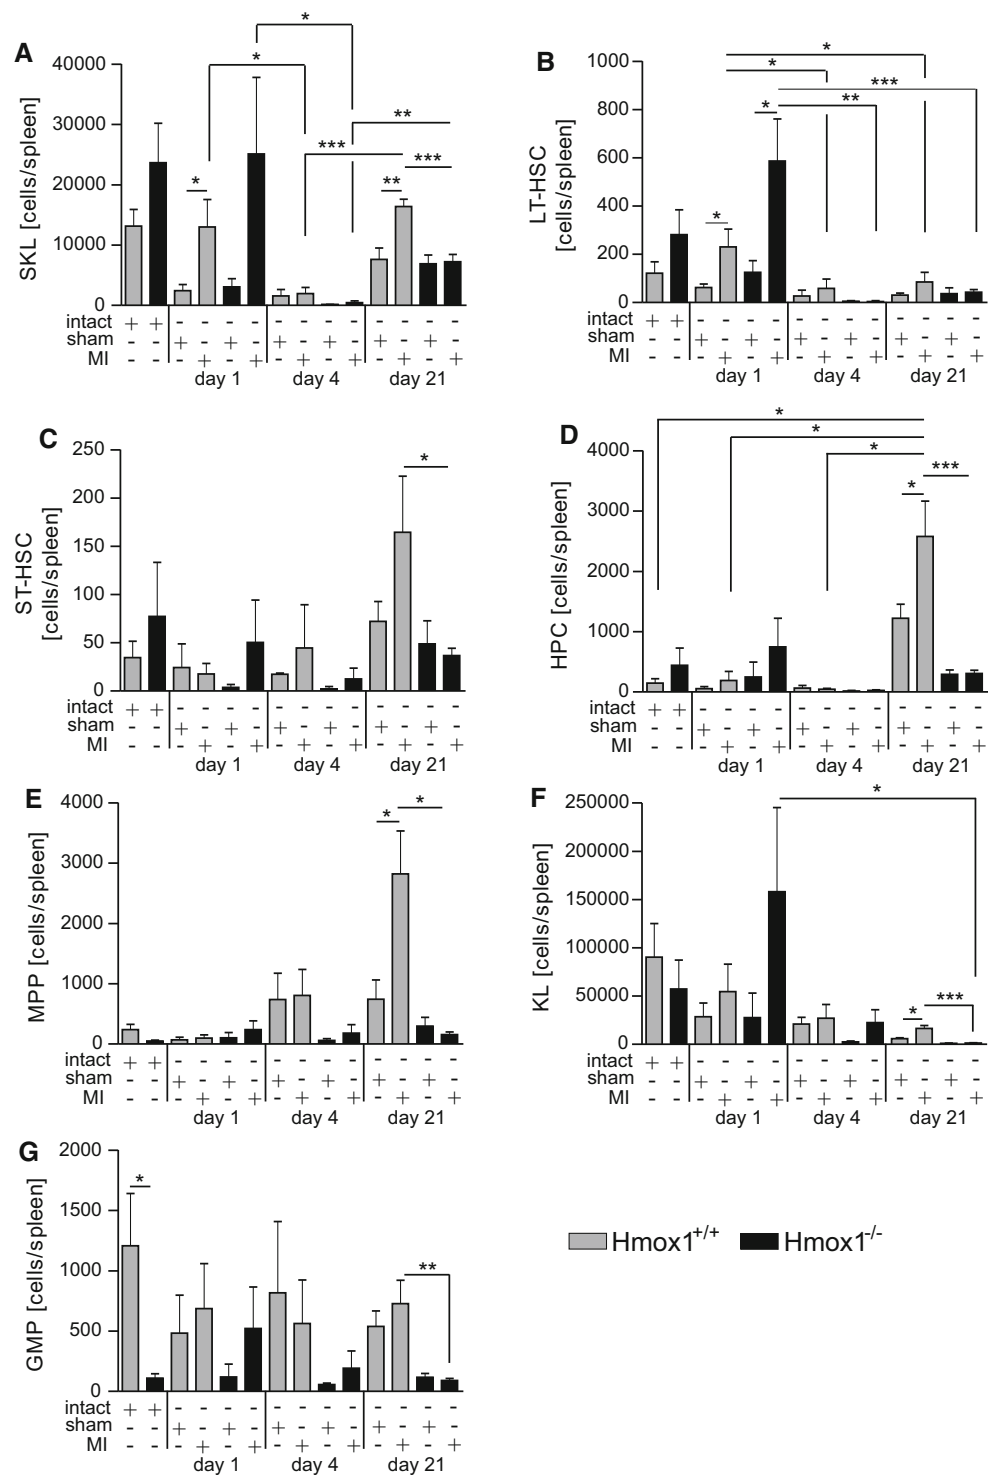 A
SKL [cells/spleen]
40000
30000
20000
10000
0
* * * * *** ** ** ***
intact + + - - - - - - - - - - - -
sham - - + - + - + - + - + - + -
MI - - - + - + - + - + - + - +
day 1 day 4 day 21
B
LT-HSC
[cells/spleen]
1000
800
600
400
200
0
* * *** ** * *
intact + + - - - - - - - - - - - -
sham - - + - + - + - + - + - + -
MI - - - + - + - + - + - + - +
day 1 day 4 day 21
C
ST-HSC
[cells/spleen]
250
200
150
100
50
0
*
intact + + - - - - - - - - - - - -
sham - - + - + - + - + - + - + -
MI - - - + - + - + - + - + - +
day 1 day 4 day 21
D
HPC [cells/spleen]
4000
3000
2000
1000
0
* * * * ***
intact + + - - - - - - - - - - - -
sham - - + - + - + - + - + - + -
MI - - - + - + - + - + - + - +
day 1 day 4 day 21
E
MPP [cells/spleen]
4000
3000
2000
1000
0
* *
intact + + - - - - - - - - - - - -
sham - - + - + - + - + - + - + -
MI - - - + - + - + - + - + - +
day 1 day 4 day 21
F
KL [cells/spleen]
250000
200000
150000
100000
50000
0
* * ***
intact + + - - - - - - - - - - - -
sham - - + - + - + - + - + - + -
MI - - - + - + - + - + - + - +
day 1 day 4 day 21
G
GMP [cells/spleen]
2000
1500
1000
500
0
* **
intact + + - - - - - - - - - - - -
sham - - + - + - + - + - + - + -
MI - - - + - + - + - + - + - +
day 1 day 4 day 21
Hmox1+/+ Hmox1-/-